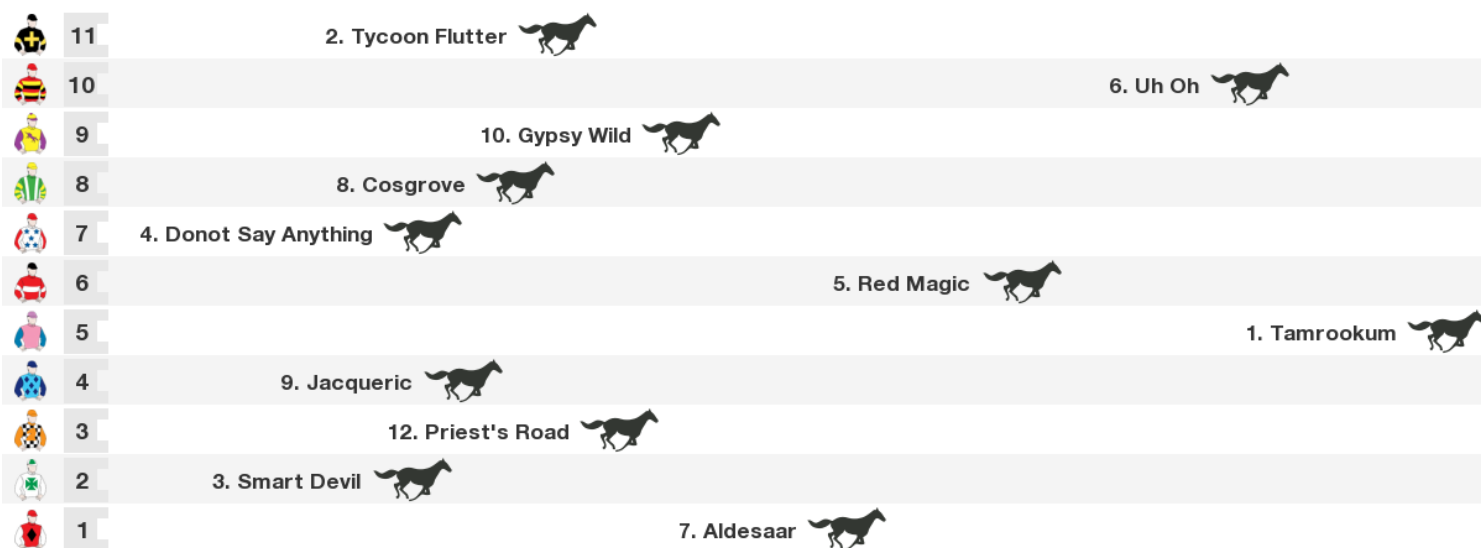 11 2. Tycoon Flutter
10 6. Uh Oh
9 10. Gypsy Wild
8 8. Cosgrove
7 4. Donot Say Anything
6 5. Red Magic
5 1. Tamrookum
4 9. Jacqueric
3 12. Priest's Road
2 3. Smart Devil
1 7. Aldesaar